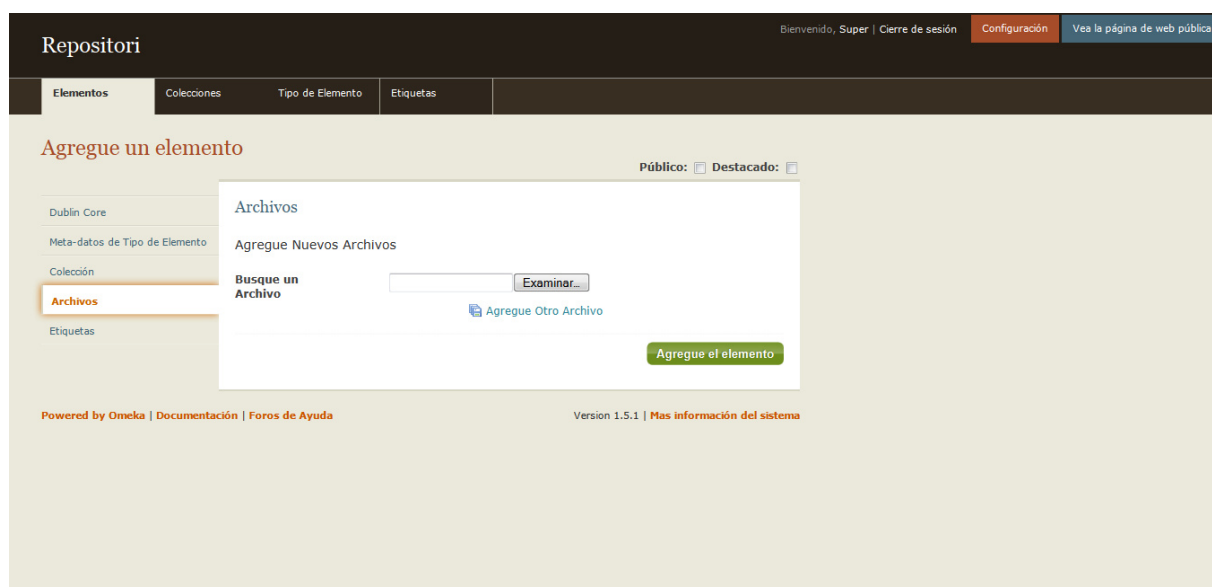 Bienvenido, Super | Cierre de sesión
Configuración
Vea la página de web pública
Repositori
Elementos
Colecciones
Tipo de Elemento
Etiquetas
Agregue un elemento
Público:
Destacado:
Dublin Core
Meta-datos de Tipo de Elemento
Colección
Archivos
Etiquetas
Archivos
Agregue Nuevos Archivos
Busque un
Archivo
Examinar...
Agregue Otro Archivo
Agregue el elemento
Powered by Omeka | Documentación | Foros de Ayuda
Version 1.5.1 | Mas información del sistema